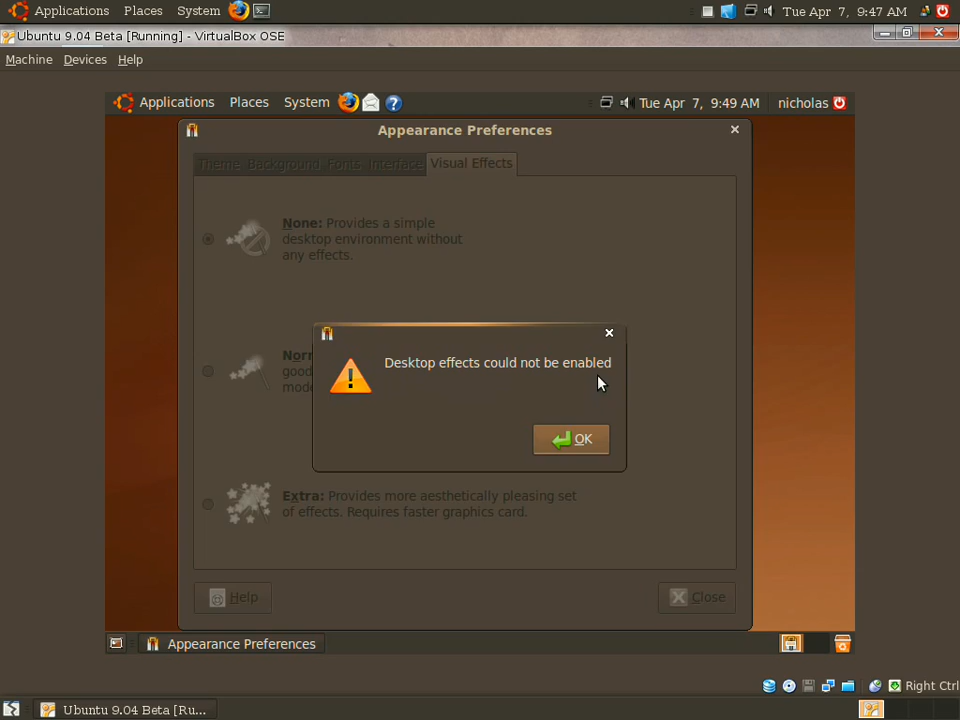 Applications Places System Tue Apr 7, 9:47 AM
Ubuntu 9.04 Beta [Running] - VirtualBox OSE
Machine Devices Help
Applications Places System Tue Apr 7, 9:49 AM nicholas
Appearance Preferences
Theme Background Fonts Interface Visual Effects
None: Provides a simple
desktop environment without
any effects.
Desktop effects could not be enabled
OK
Extra: Provides more aesthetically pleasing set
of effects. Requires faster graphics card.
Help Close
Appearance Preferences
Right Ctrl
Ubuntu 9.04 Beta [Ru...